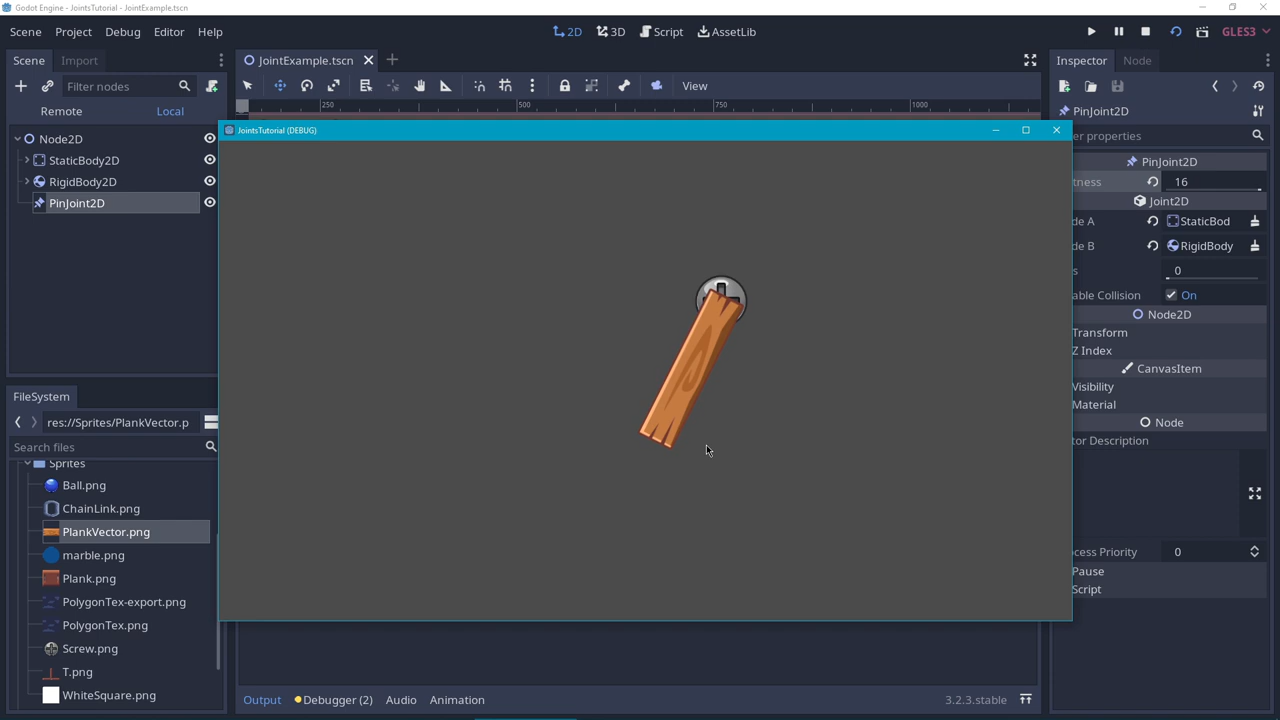 Godot Engine - JointsTutorial - JointExample.tscn
Scene Project Debug Editor Help
2D 3D Script AssetLib
GLES3
Scene Import
Filter nodes
Remote Local
Node2D
StaticBody2D
RigidBody2D
PinJoint2D
JointExample.tscn
View
250 500 750 1000
JointsTutorial (DEBUG)
FileSystem
res://Sprites/PlankVector.p
Search files
Sprites
Ball.png
ChainLink.png
PlankVector.png
marble.png
Plank.png
PolygonTex-export.png
PolygonTex.png
Screw.png
T.png
WhiteSquare.png
Output Debugger (2) Audio Animation
3.2.3.stable
Inspector Node
PinJoint2D
er properties
PinJoint2D
tness 16
Joint2D
de A StaticBod
de B RigidBody
s 0
able Collision On
Node2D
Transform
Z Index
CanvasItem
Visibility
Material
Node
tor Description
ocess Priority 0
Pause
Script